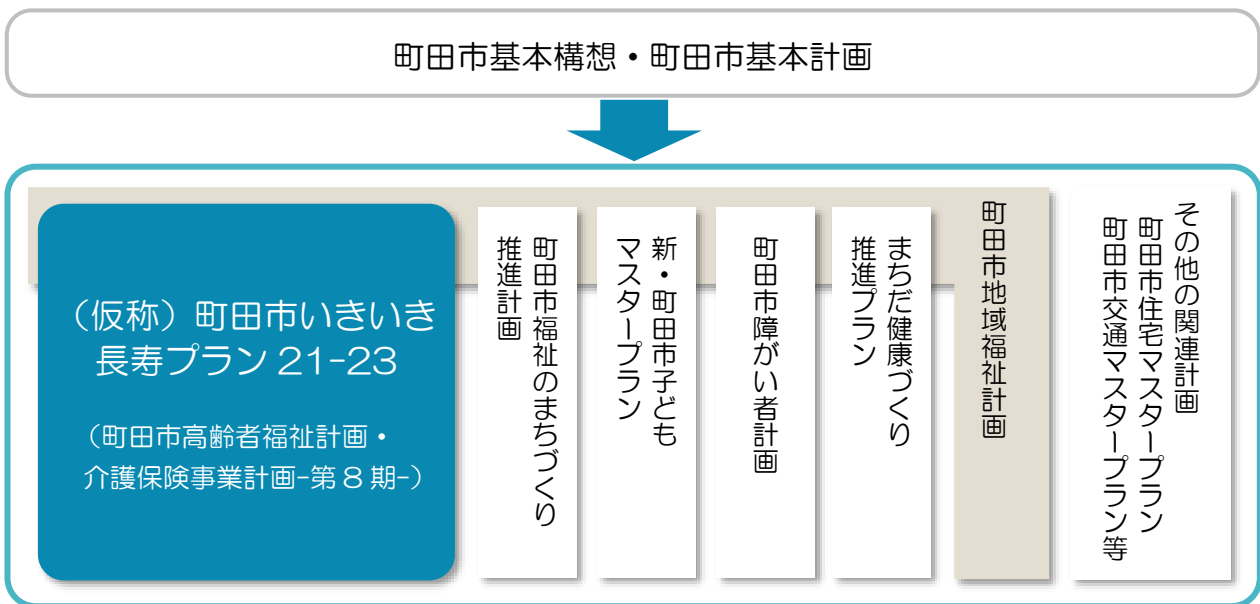 町田市基本構想・町田市基本計画
（仮称）町田市いきいき
長寿プラン 21-23
（町田市高齢者福祉計画・
介護保険事業計画-第 8 期-）
町田市福祉のまちづくり
推進計画
新・町田市子ども
マスタープラン
町田市障がい者計画
まちだ健康づくり
推進プラン
町田市地域福祉計画
その他の関連計画
町田市住宅マスタープラン
町田市交通マスタープラン等